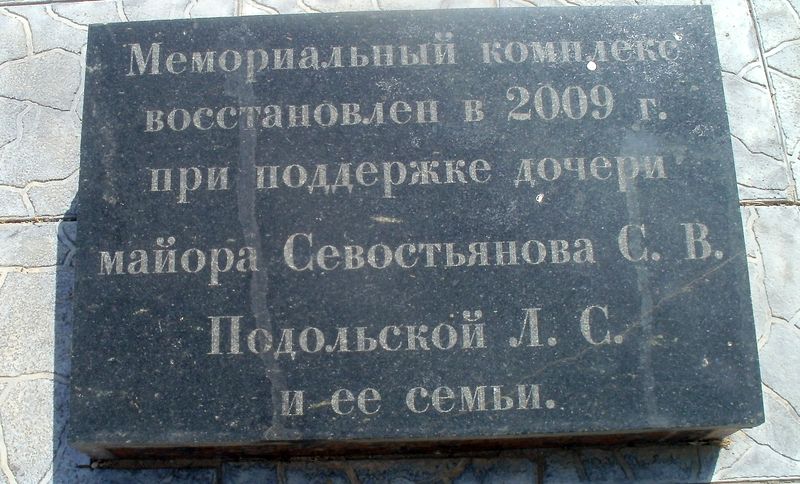 Мемориальный комплекс
восстановлен в 2009 г.
при поддержке дочери
майора Севостьянова С. В.
Подольской Л. С.
и ее семьи.